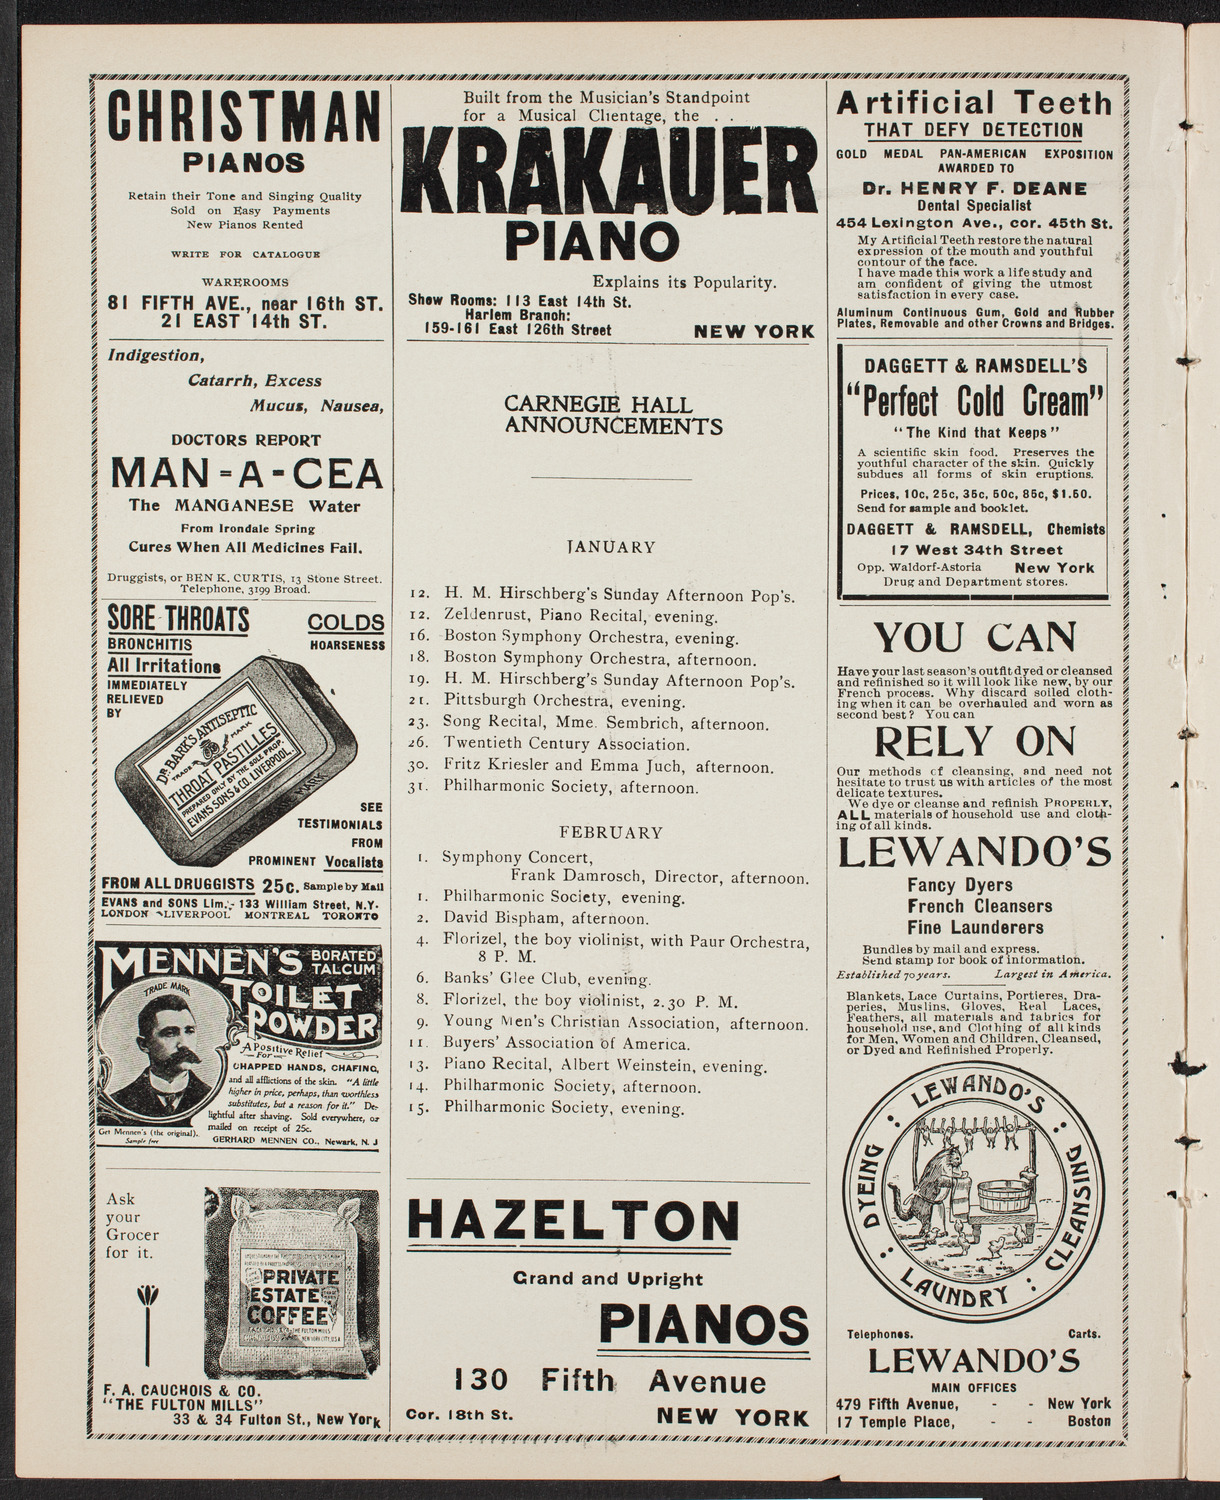 CHRISTMAN
PIANOS
Retain their Tone and Singing Quality
Sold on Easy Payments
New Pianos Rented
WRITE FOR CATALOGUE
WAREROOMS
81 FIFTH AVE., near 16th ST.
21 EAST 14th ST.
Indigestion,
Catarrh, Excess
Mucus, Nausea,
DOCTORS REPORT
MAN-A-CEA
The MANGANESE Water
From Irondale Spring
Cures When All Medicines Fail.
Druggists, or BEN K. CURTIS, 13 Stone Street.
Telephone, 3199 Broad.
SORE THROATS
COLDS
BRONCHITIS
HOARSENESS
All Irritations
IMMEDIATELY
RELIEVED
BY
DR BARK'S ANTISEPTIC
TRADE MARK
THROAT PASTILLES
PREPARED ONLY BY THE SOLE PROP.
EVANS SONS & CO. LIVERPOOL.
SEE
TESTIMONIALS
FROM
PROMINENT Vocalists
FROM ALL DRUGGISTS 25c. Sample by Mail
EVANS and SONS Lim., 133 William Street, N.Y.
LONDON LIVERPOOL MONTREAL TORONTO
MENNEN'S BORATED
TALCUM
TOILET
POWDER
TRADE MARK
A Positive Relief
For
CHAPPED HANDS, CHAFING,
and all afflictions of the skin. "A little
higher in price, perhaps, than worthless
substitutes, but a reason for it." De-
lightful after shaving. Sold everywhere, or
mailed on receipt of 25c.
Get Mennen's (the original).
Sample free
GERHARD MENNEN CO., Newark, N. J
Ask
your
Grocer
for it.
PRIVATE
ESTATE
COFFEE
F. A. CAUCHOIS & CO.
"THE FULTON MILLS"
33 & 34 Fulton St., New York
Built from the Musician's Standpoint
for a Musical Clientage, the . .
KRAKAUER
PIANO
Explains its Popularity.
Show Rooms: 113 East 14th St.
Harlem Branch:
159-161 East 126th Street
NEW YORK
CARNEGIE HALL
ANNOUNCEMENTS
JANUARY
12. H. M. Hirschberg's Sunday Afternoon Pop's.
12. Zeldenrust, Piano Recital, evening.
16. Boston Symphony Orchestra, evening.
18. Boston Symphony Orchestra, afternoon.
19. H. M. Hirschberg's Sunday Afternoon Pop's.
21. Pittsburgh Orchestra, evening.
23. Song Recital, Mme. Sembrich, afternoon.
26. Twentieth Century Association.
30. Fritz Kriesler and Emma Juch, afternoon.
31. Philharmonic Society, afternoon.
FEBRUARY
1. Symphony Concert,
Frank Damrosch, Director, afternoon.
1. Philharmonic Society, evening.
2. David Bispham, afternoon.
4. Florizel, the boy violinist, with Paur Orchestra,
8 P. M.
6. Banks' Glee Club, evening.
8. Florizel, the boy violinist, 2.30 P. M.
9. Young Men's Christian Association, afternoon.
11. Buyers' Association of America.
13. Piano Recital, Albert Weinstein, evening.
14. Philharmonic Society, afternoon.
15. Philharmonic Society, evening.
HAZELTON
Grand and Upright
PIANOS
130 Fifth Avenue
Cor. 18th St.
NEW YORK
Artificial Teeth
THAT DEFY DETECTION
GOLD MEDAL PAN-AMERICAN EXPOSITION
AWARDED TO
Dr. HENRY F. DEANE
Dental Specialist
454 Lexington Ave., cor. 45th St.
My Artificial Teeth restore the natural
expression of the mouth and youthful
contour of the face.
I have made this work a life study and
am confident of giving the utmost
satisfaction in every case.
Aluminum Continuous Gum, Gold and Rubber
Plates, Removable and other Crowns and Bridges.
DAGGETT & RAMSDELL'S
"Perfect Cold Cream"
"The Kind that Keeps"
A scientific skin food. Preserves the
youthful character of the skin. Quickly
subdues all forms of skin eruptions.
Prices, 10c, 25c, 35c, 50c, 85c, $1.50.
Send for sample and booklet.
DAGGETT & RAMSDELL, Chemists
17 West 34th Street
Opp. Waldorf-Astoria New York
Drug and Department stores.
YOU CAN
Have your last season's outfit dyed or cleansed
and refinished so it will look like new, by our
French process. Why discard soiled cloth-
ing when it can be overhauled and worn as
second best? You can
RELY ON
Our methods of cleansing, and need not
hesitate to trust us with articles of the most
delicate textures.
We dye or cleanse and refinish PROPERLY,
ALL materials of household use and cloth-
ing of all kinds.
LEWANDO'S
Fancy Dyers
French Cleansers
Fine Launderers
Bundles by mail and express.
Send stamp for book of information.
Established 70 years. Largest in America.
Blankets, Lace Curtains, Portieres, Dra-
peries, Muslins, Gloves, Real Laces,
Feathers, all materials and fabrics for
household use, and Clothing of all kinds
for Men, Women and Children, Cleansed,
or Dyed and Refinished Properly.
LEWANDO'S
DYEING
CLEANSING
LAUNDRY
Telephones. Carts.
LEWANDO'S
MAIN OFFICES
479 Fifth Avenue, - - New York
17 Temple Place, - - Boston